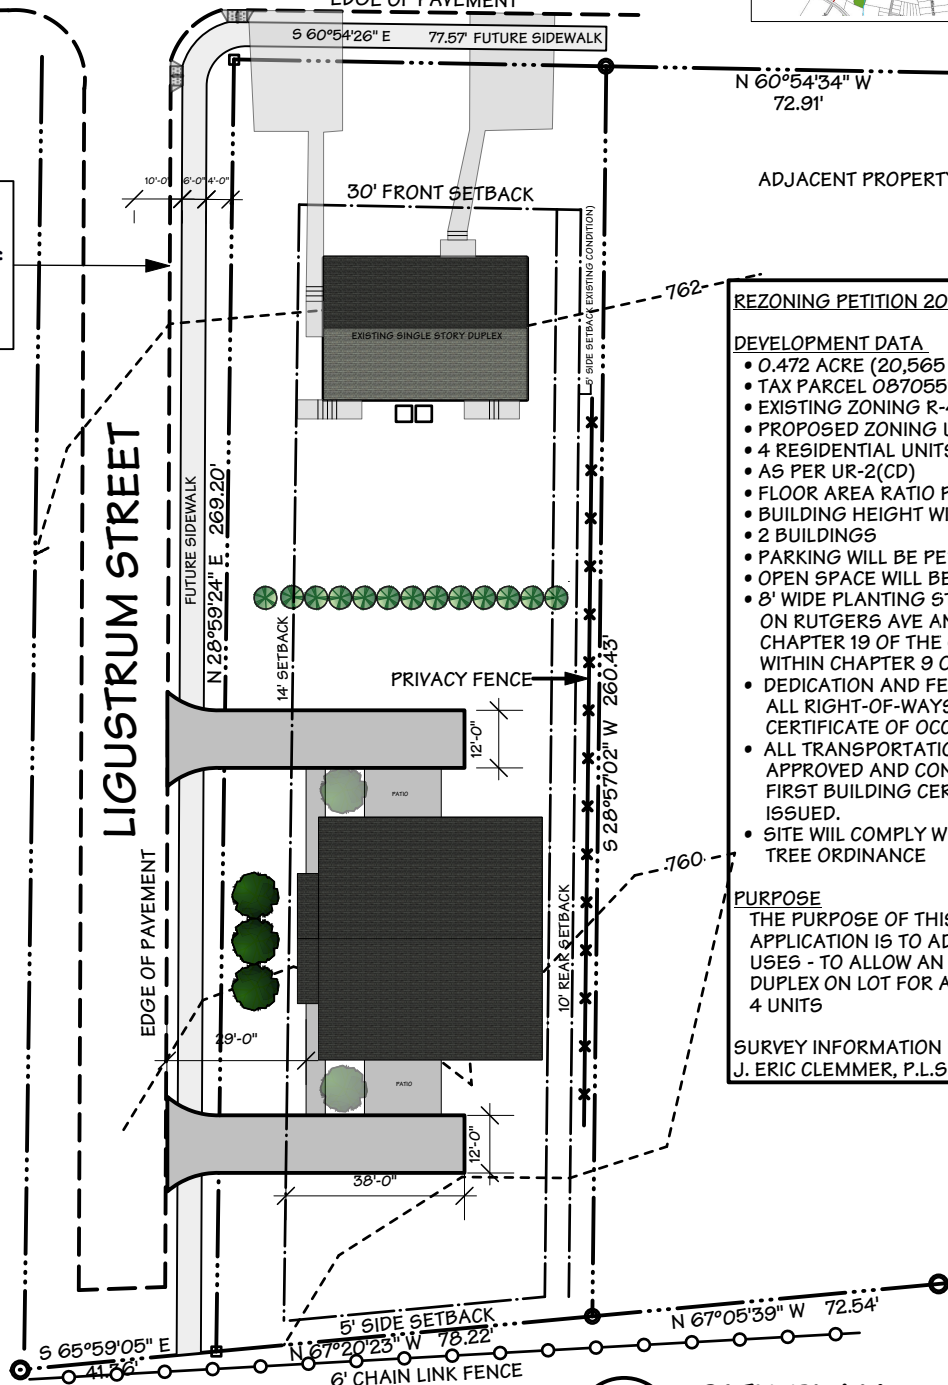 EDGE OF PAVEMENT
S 60°54'26" E 77.57' FUTURE SIDEWALK
N 60°54'34" W
72.91'
ADJACENT PROPERTY
10'-0" 6'-0" 4'-0"
30' FRONT SETBACK
5' SIDE SETBACK EXISTING CONDITION)
762
EXISTING SINGLE STORY DUPLEX
LIGUSTRUM STREET
FUTURE SIDEWALK
N 28°59'24" E 269.20'
14' SETBACK
PRIVACY FENCE
S 28°57'02" W 260.43'
12'-0"
PATIO
760
EDGE OF PAVEMENT
10' REAR SETBACK
29'-0"
PATIO
12'-0"
38'-0"
5' SIDE SETBACK
N 67°20'23" W 78.22'
N 67°05'39" W 72.54'
S 65°59'05" E
6' CHAIN LINK FENCE
REZONING PETITION 20
DEVELOPMENT DATA
• 0.472 ACRE (20,565
• TAX PARCEL 087055
• EXISTING ZONING R-4
• PROPOSED ZONING U
• 4 RESIDENTIAL UNITS
• AS PER UR-2(CD)
• FLOOR AREA RATIO
• BUILDING HEIGHT WI
• 2 BUILDINGS
• PARKING WILL BE PE
• OPEN SPACE WILL BE
• 8' WIDE PLANTING ST
ON RUTGERS AVE AN
CHAPTER 19 OF THE
WITHIN CHAPTER 9
• DEDICATION AND FE
ALL RIGHT-OF-WAYS
CERTIFICATE OF OCC
• ALL TRANSPORTATIO
APPROVED AND CON
FIRST BUILDING CER
ISSUED.
• SITE WIIL COMPLY W
TREE ORDINANCE
PURPOSE
THE PURPOSE OF THIS
APPLICATION IS TO AD
USES - TO ALLOW AN
DUPLEX ON LOT FOR A
4 UNITS
SURVEY INFORMATION
J. ERIC CLEMMER, P.L.S